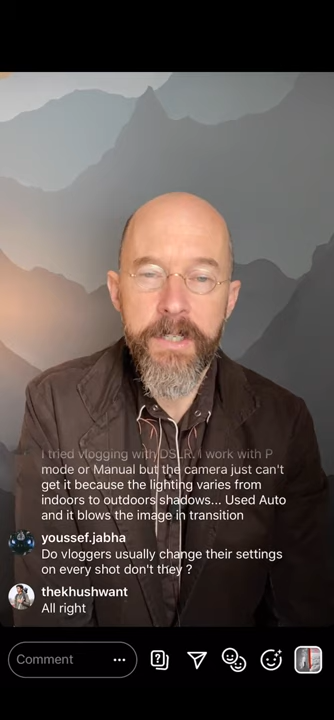 I tried Vlogging with DSLR. I work with P
mode or Manual but the camera just can't
get it because the lighting varies from
indoors to outdoors shadows... Used Auto
and it blows the image in transition
youssef.jabha
Do vloggers usually change their settings
on every shot don't they ?
thekhushwant
All right
Comment